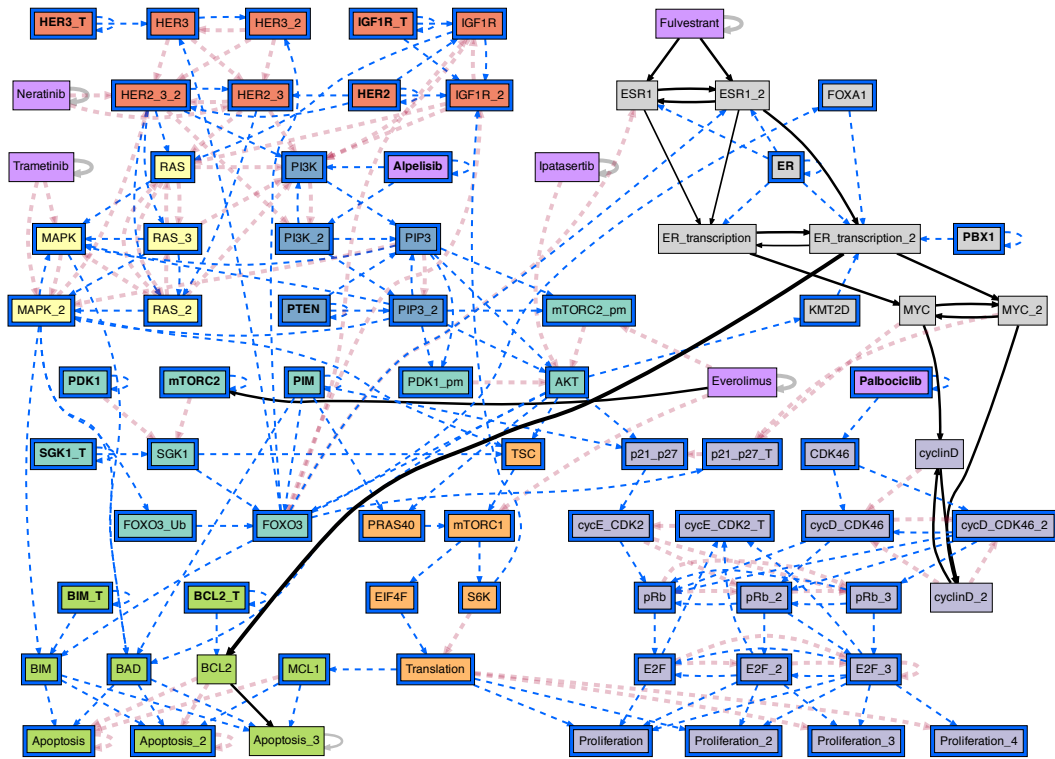 HER3_T HER3 HER3_2 IGF1R_T IGF1R Fulvestrant
Neratinib HER2_3_2 HER2_3 HER2 IGF1R_2 ESR1 ESR1_2 FOXA1
Trametinib RAS PI3K Alpelisib Ipatasertib ER
MAPK RAS_3 PI3K_2 PIP3 ER_transcription ER_transcription_2 PBX1
MAPK_2 RAS_2 PTEN PIP3_2 mTORC2_pm KMT2D MYC MYC_2
PDK1 mTORC2 PIM PDK1_pm AKT Everolimus Palbociclib
SGK1_T SGK1 TSC p21_p27 p21_p27_T CDK46 cyclinD
FOXO3_Ub FOXO3 PRAS40 mTORC1 cycE_CDK2 cycE_CDK2_T cycD_CDK46 cycD_CDK46_2
BIM_T BCL2_T EIF4F S6K pRb pRb_2 pRb_3 cyclinD_2
BIM BAD BCL2 MCL1 Translation E2F E2F_2 E2F_3
Apoptosis Apoptosis_2 Apoptosis_3 Proliferation Proliferation_2 Proliferation_3 Proliferation_4